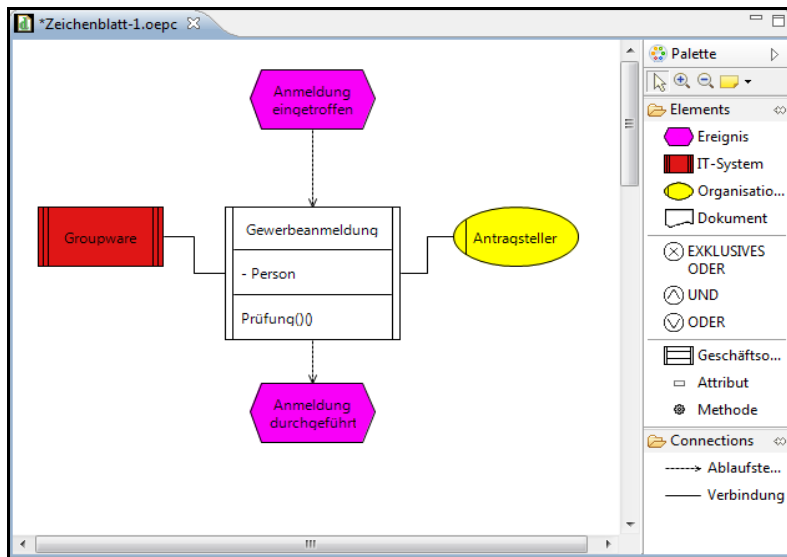 *Zeichenblatt-1.oepc
Anmeldung
eingetroffen
Groupware
Gewerbeanmeldung
- Person
Prüfung()()
Antragsteller
Anmeldung
durchgeführt
Palette
Elements
Ereignis
IT-System
Organisatio...
Dokument
EXKLUSIVES
ODER
UND
ODER
Geschäftso...
Attribut
Methode
Connections
Ablaufste...
Verbindung